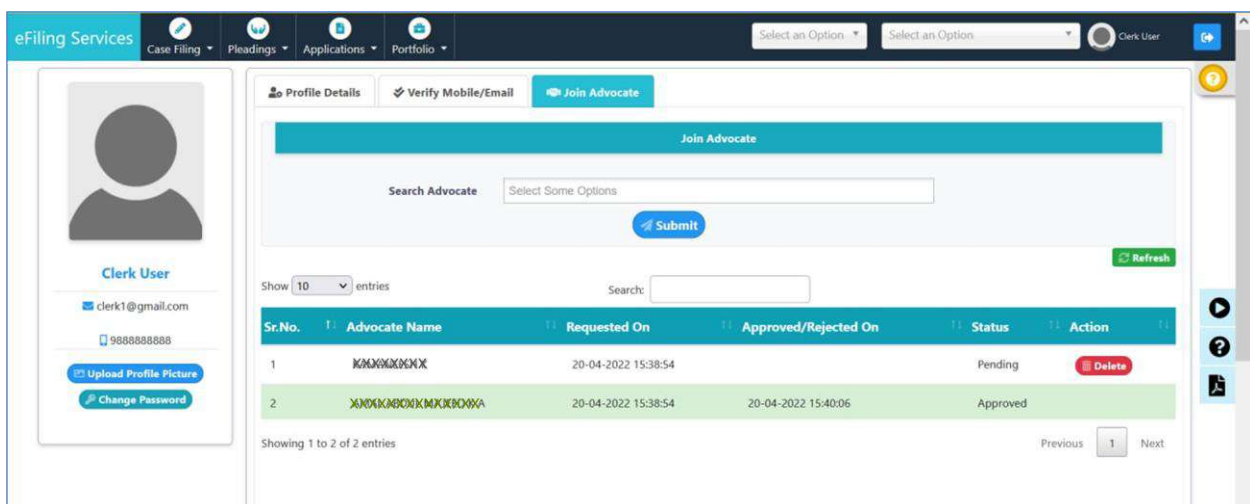 eFiling Services
Case Filing
Pleadings
Applications
Portfolio
Select an Option
Select an Option
Clerk User
Profile Details
Verify Mobile/Email
Join Advocate
Join Advocate
Search Advocate
Select Some Options
Submit
Refresh
Clerk User
clerk1@gmail.com
9888888888
Upload Profile Picture
Change Password
Show 10 entries
Search:
Sr.No. Advocate Name Requested On Approved/Rejected On Status Action
1 20-04-2022 15:38:54 Pending Delete
2 20-04-2022 15:38:54 20-04-2022 15:40:06 Approved
Showing 1 to 2 of 2 entries
Previous 1 Next